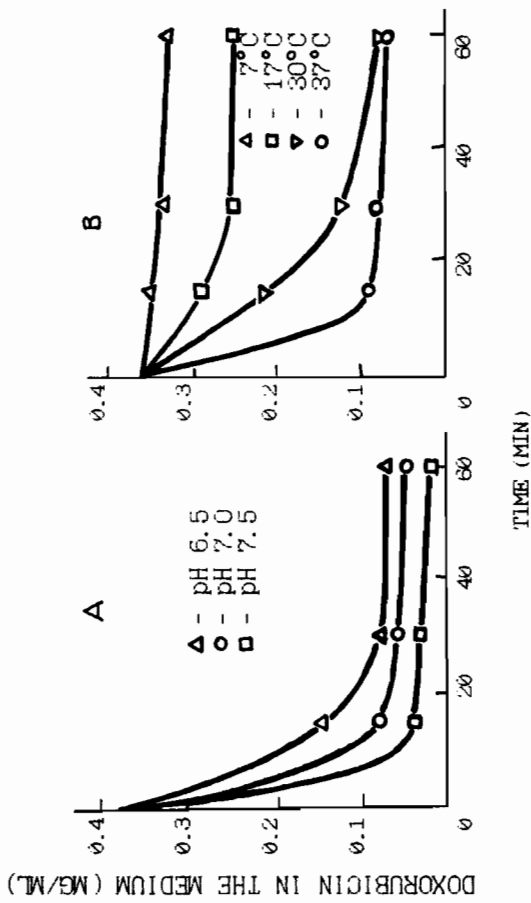 A
△ - pH 6.5
○ - pH 7.0
□ - pH 7.5
0.4
0.3
0.2
0.1
0
20
40
60
B
△ - 7°C
□ - 17°C
▽ - 30°C
○ - 37°C
0.4
0.3
0.2
0.1
0
20
40
60
TIME (MIN)
DOXORUBICIN IN THE MEDIUM (MG/ML)